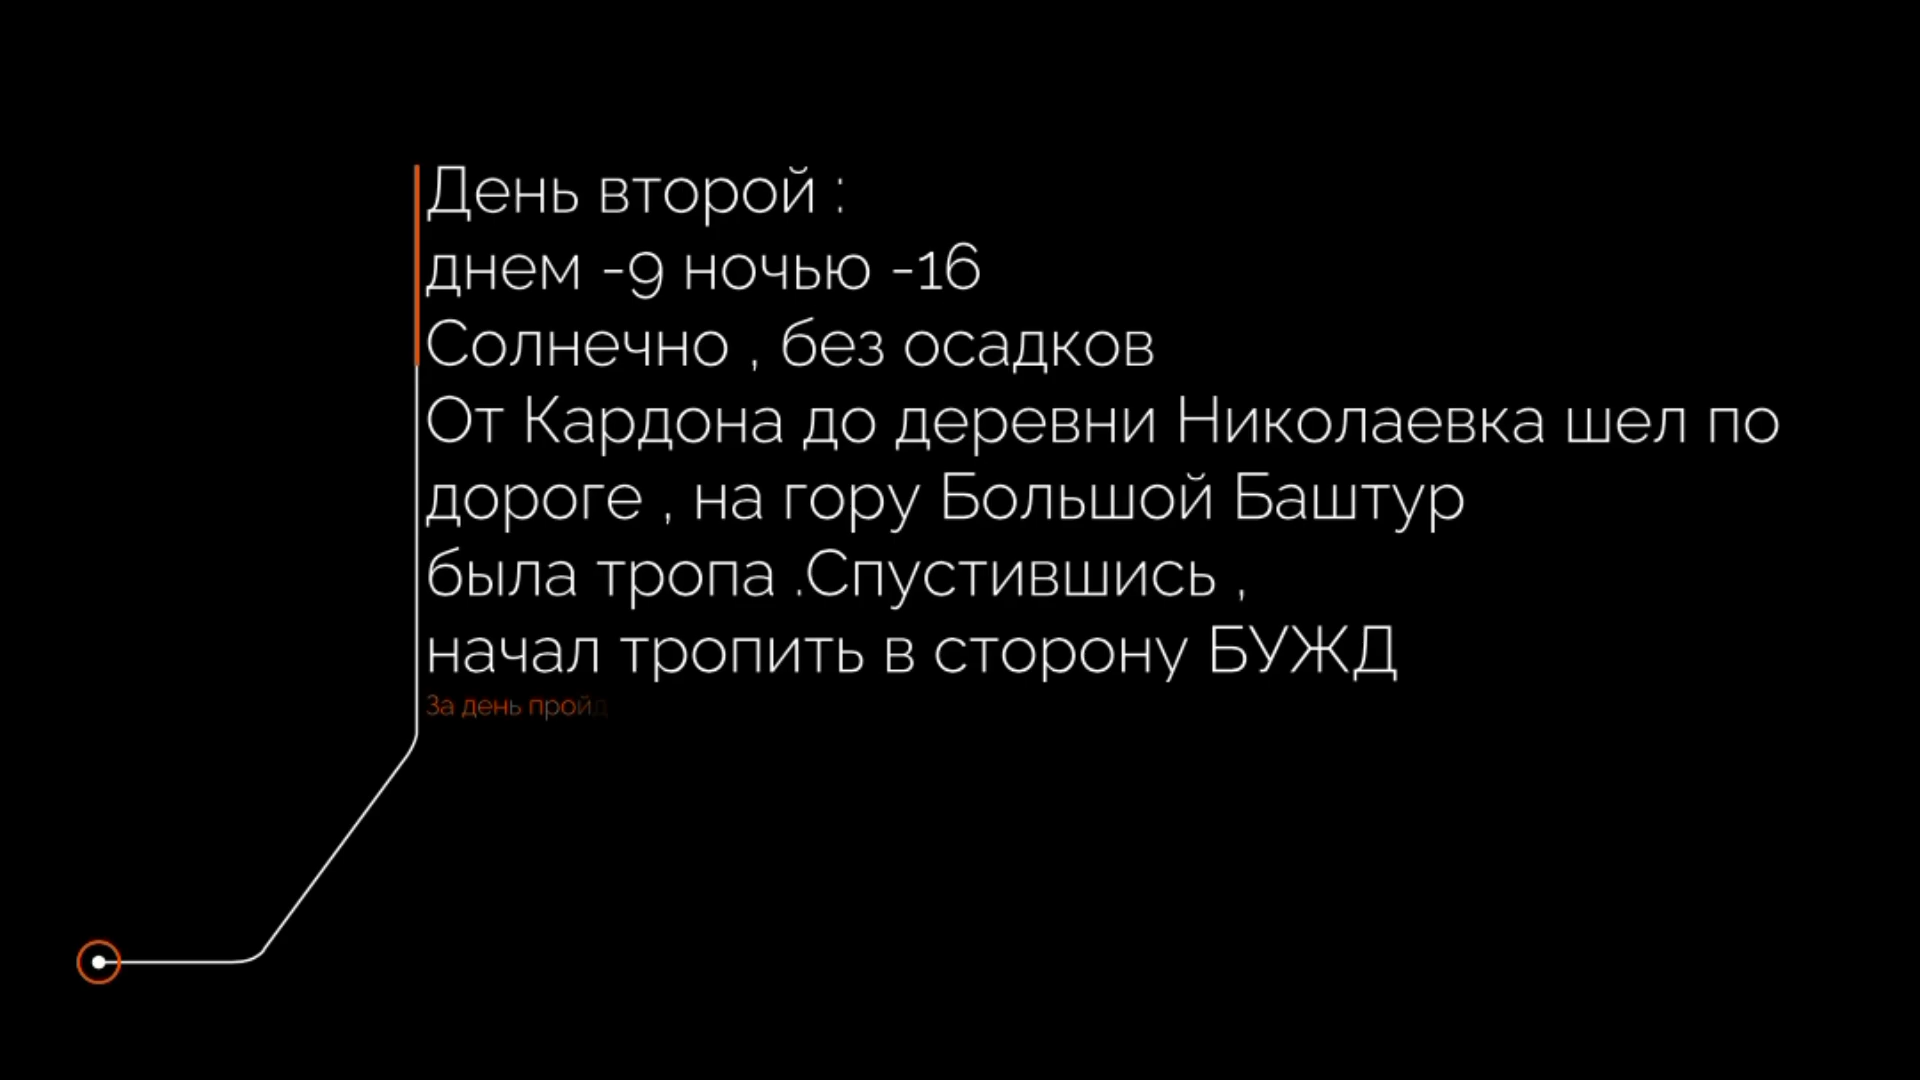 День второй :
днем -9 ночью -16
Солнечно , без осадков
От Кардона до деревни Николаевка шел по
дороге , на гору Большой Баштур
была тропа .Спустившись ,
начал тропить в сторону БУЖД
За день пройд